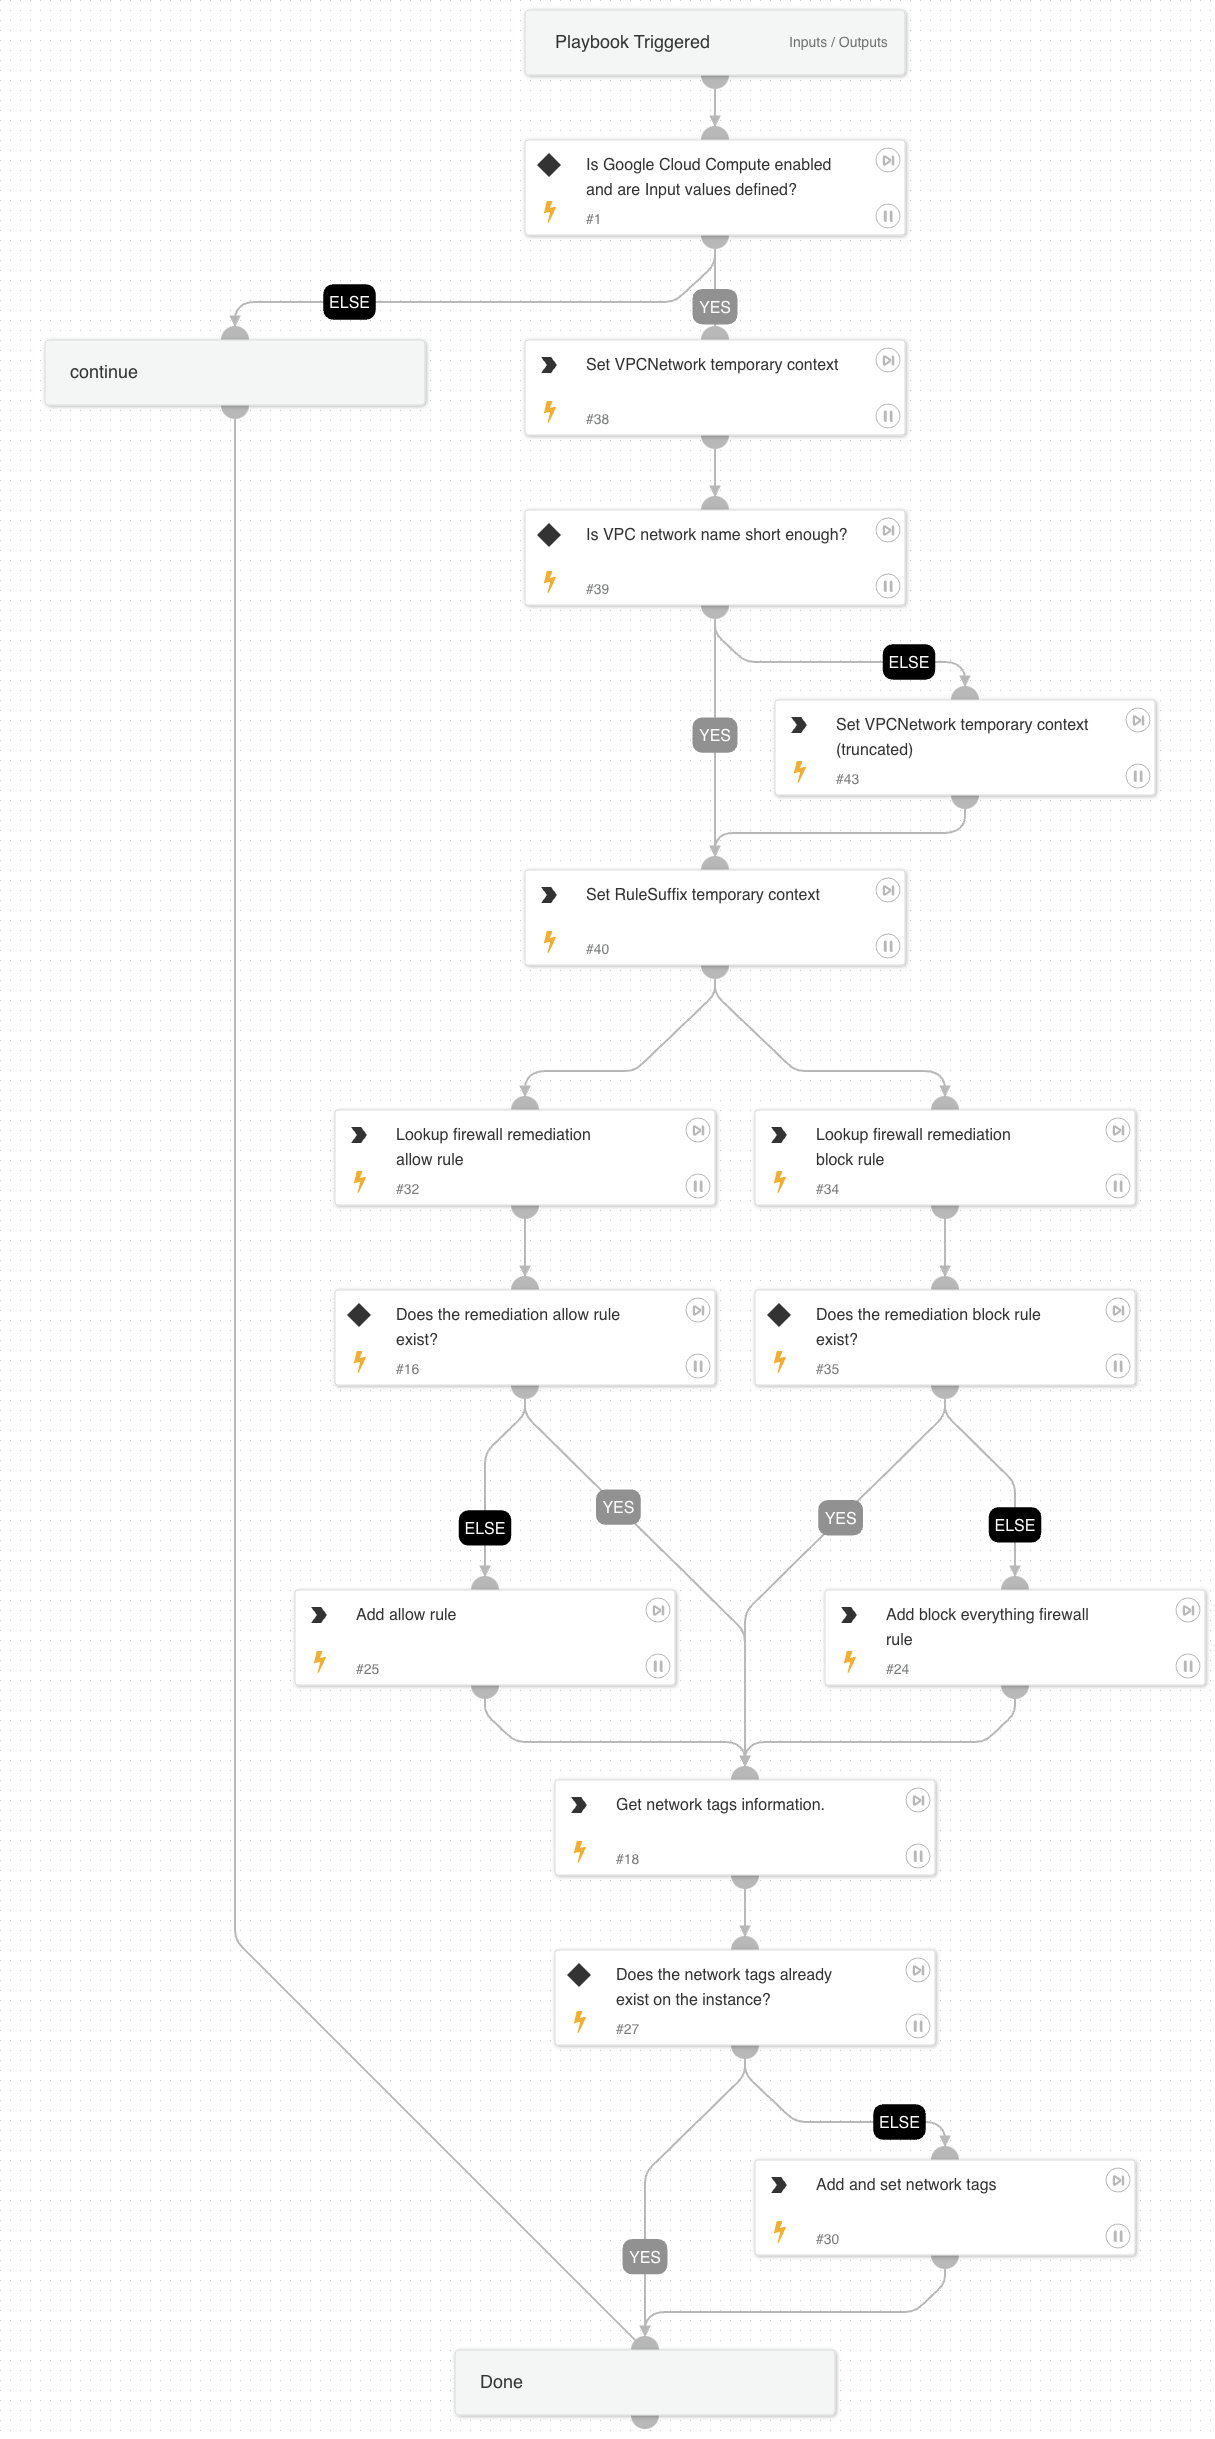 Playbook Triggered
Inputs / Outputs
Is Google Cloud Compute enabled
and are Input values defined?
#1
ELSE
YES
continue
Set VPCNetwork temporary context
#38
Is VPC network name short enough?
#39
ELSE
YES
Set VPCNetwork temporary context
(truncated)
#43
Set RuleSuffix temporary context
#40
Lookup firewall remediation
allow rule
#32
Lookup firewall remediation
block rule
#34
Does the remediation allow rule
exist?
#16
Does the remediation block rule
exist?
#35
ELSE
YES
YES
ELSE
Add allow rule
#25
Add block everything firewall
rule
#24
Get network tags information.
#18
Does the network tags already
exist on the instance?
#27
ELSE
Add and set network tags
#30
YES
Done